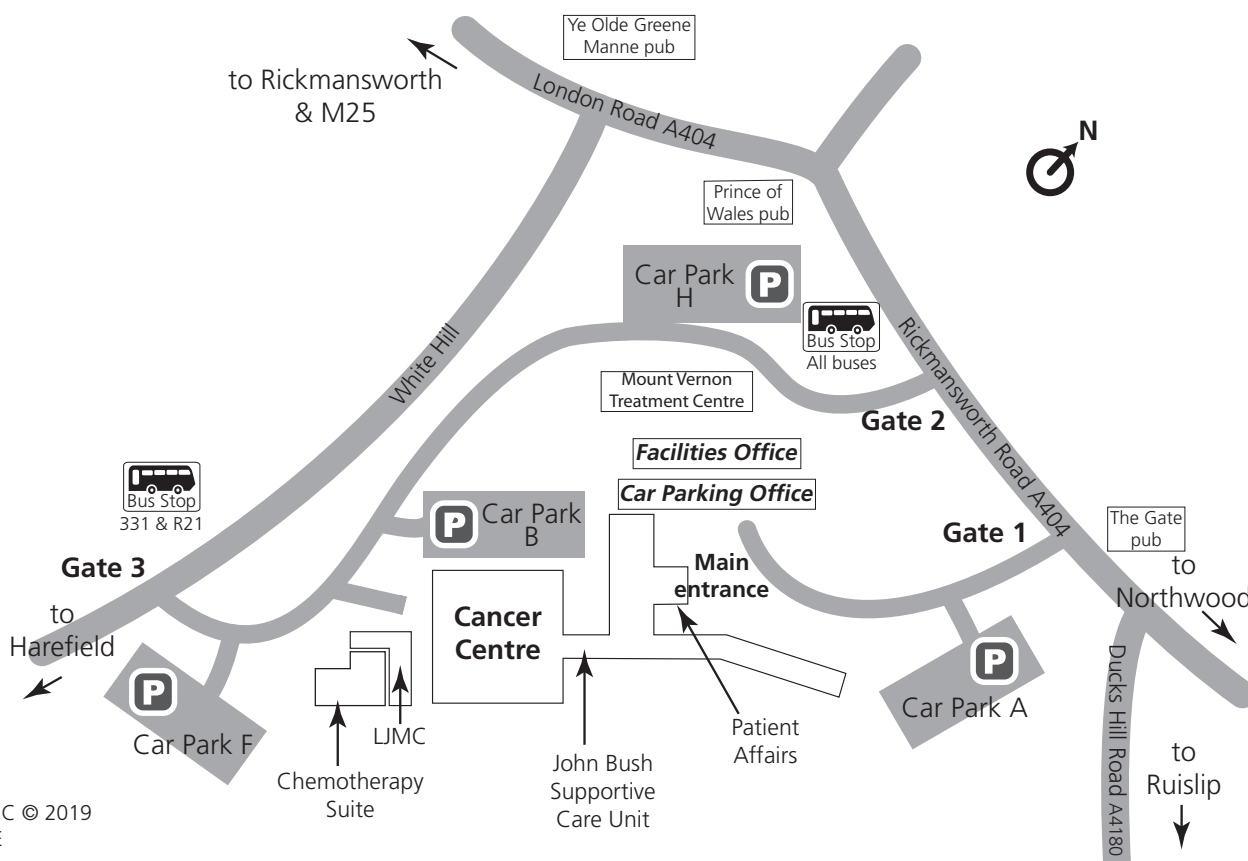 Ye Olde Greene
Manne pub
to Rickmansworth
& M25
London Road A404
N
Prince of
Wales pub
Car Park
H
P
Bus Stop
All buses
White Hill
Rickmansworth Road A404
Mount Vernon
Treatment Centre
Gate 2
Facilities Office
Car Parking Office
Bus Stop
331 & R21
P
Car Park
B
Gate 1
The Gate
pub
Gate 3
Main
entrance
to
Northwood
to
Harefield
Cancer
Centre
P
Car Park F
P
Car Park A
Ducks Hill Road A4180
LJMC
Chemotherapy
Suite
John Bush
Supportive
Care Unit
Patient
Affairs
to
Ruislip
C © 2019